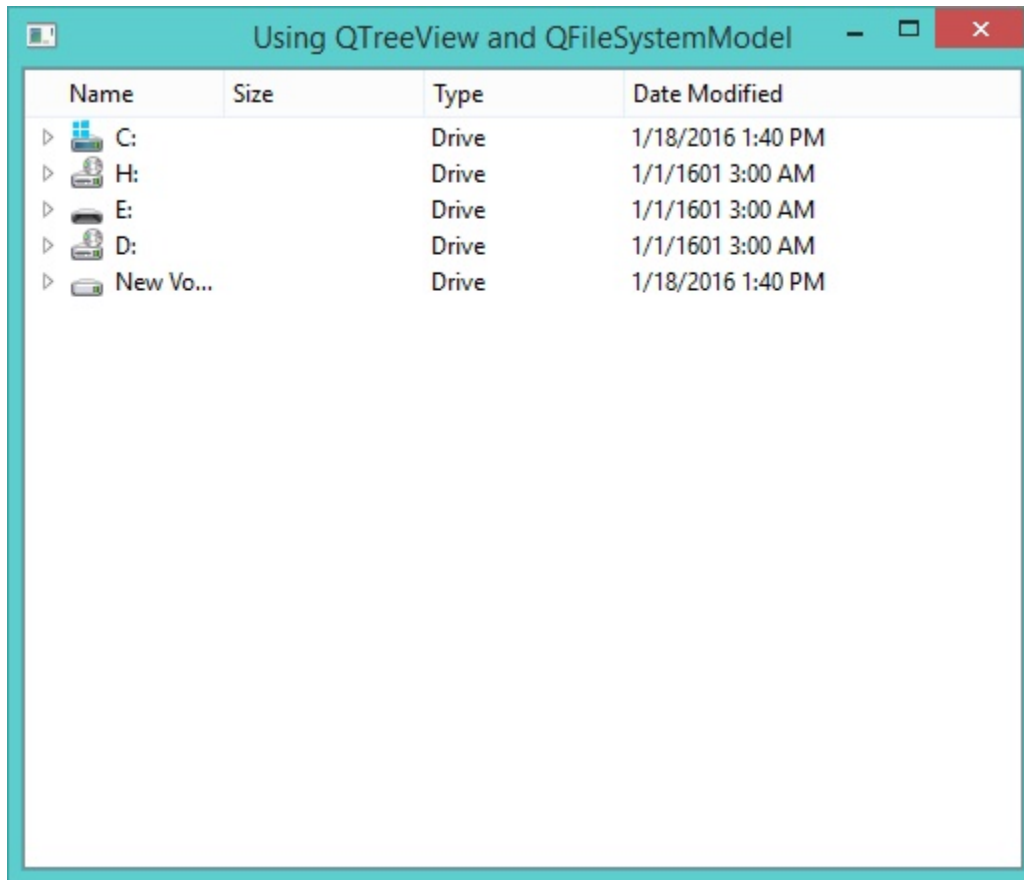 Using QTreeView and QFileSystemModel
Name Size Type Date Modified
C: Drive 1/18/2016 1:40 PM
H: Drive 1/1/1601 3:00 AM
E: Drive 1/1/1601 3:00 AM
D: Drive 1/1/1601 3:00 AM
New Vo... Drive 1/18/2016 1:40 PM